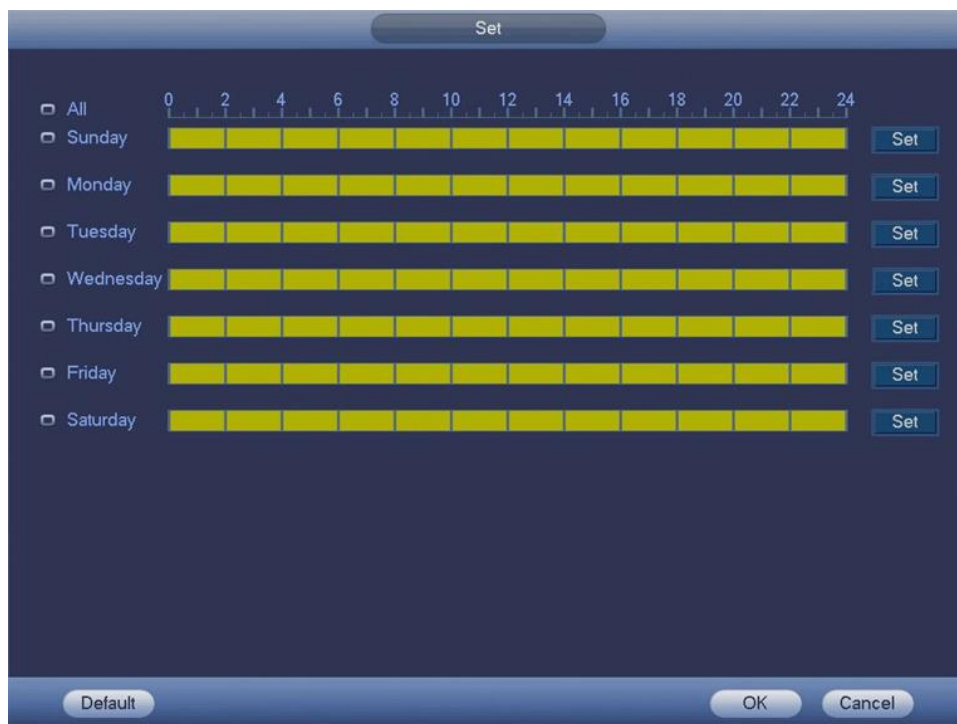 Set
All 0 2 4 6 8 10 12 14 16 18 20 22 24
Sunday Set
Monday Set
Tuesday Set
Wednesday Set
Thursday Set
Friday Set
Saturday Set
Default OK Cancel